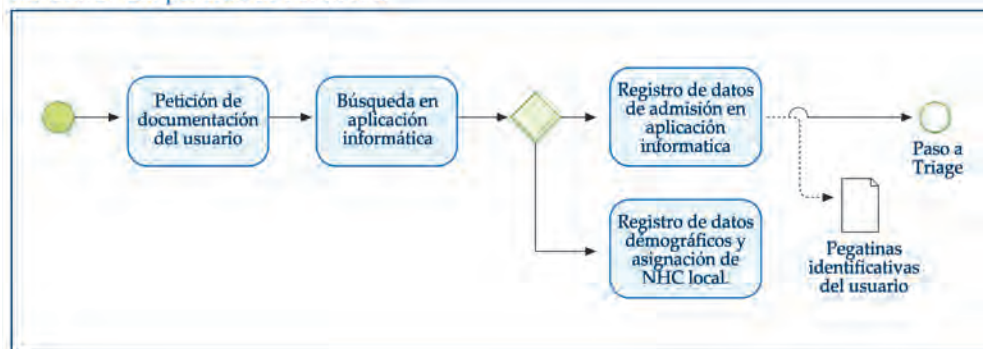 Petición de
documentación
del usuario
Búsqueda en
aplicación
informática
Registro de datos
de admisión en
aplicación
informatica
Paso a
Triage
Registro de datos
demográficos y
asignación de
NHC local.
Pegatinas
identificativas
del usuario